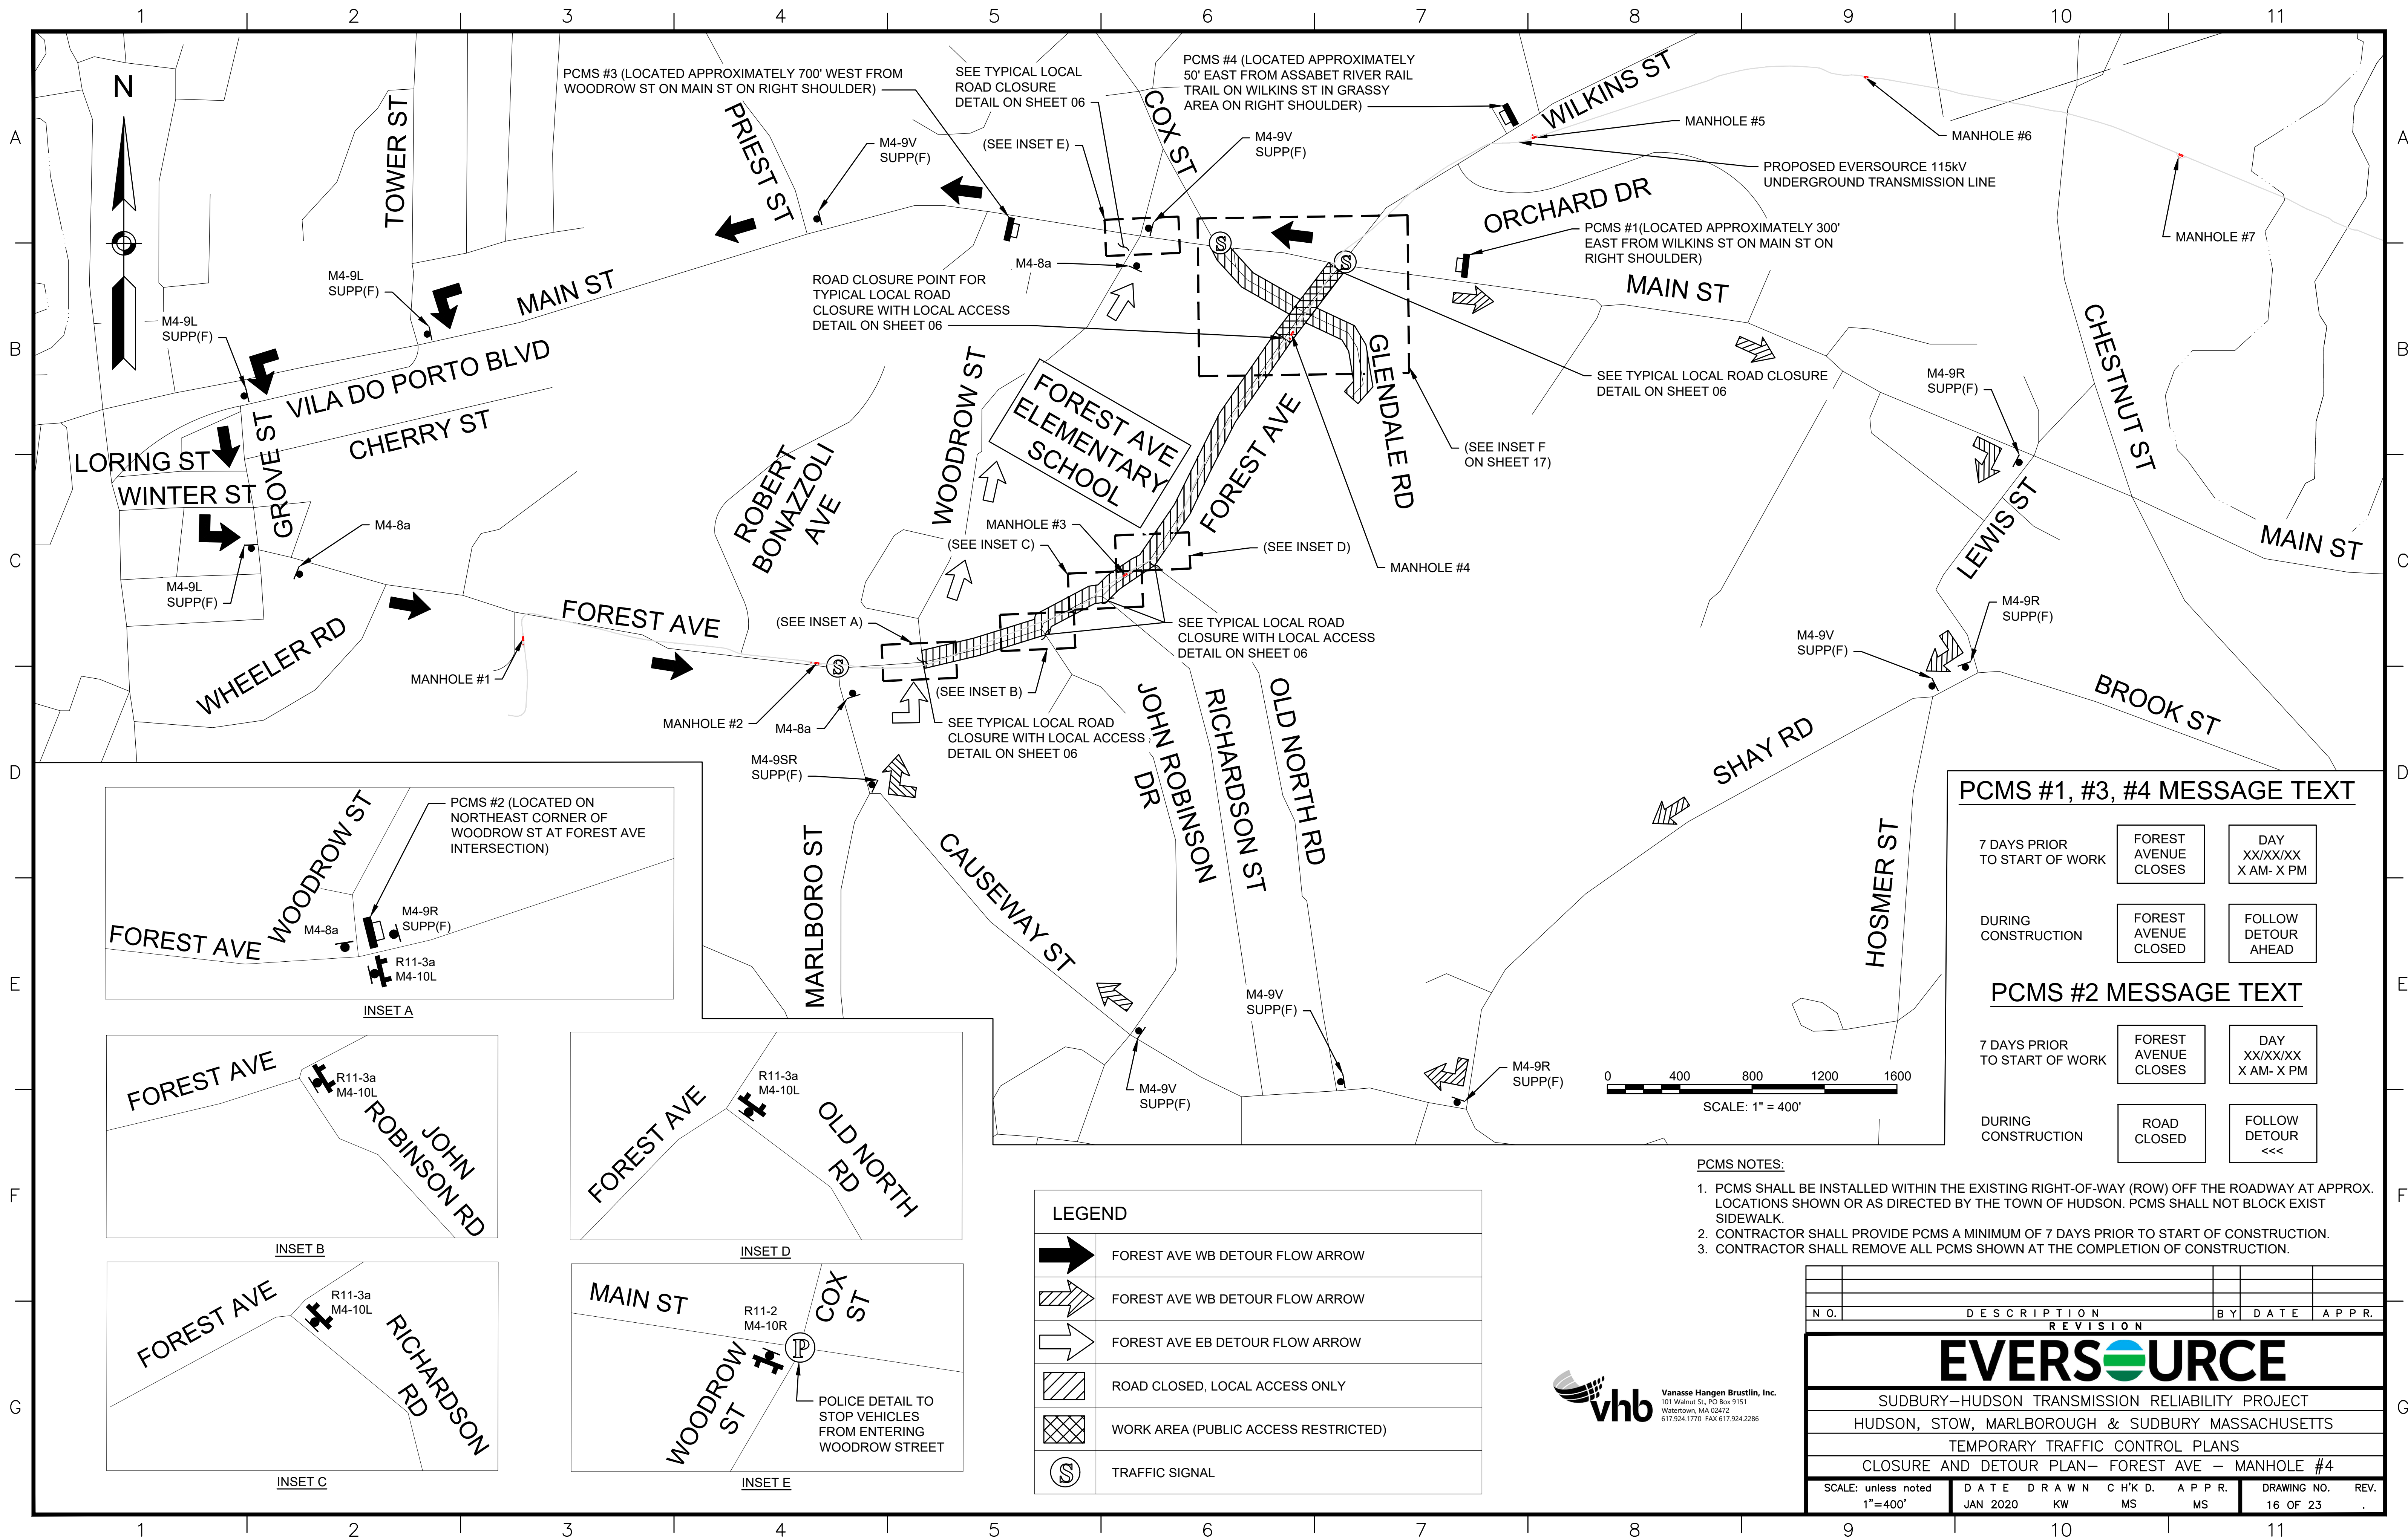 1 2 3 4 5 6 7 8 9 10 11
A
B
C
D
E
F
G
N
TOWER ST
PRIEST ST
COX ST
WILKINS ST
ORCHARD DR
MAIN ST
MAIN ST
MAIN ST
VILA DO PORTO BLVD
CHERRY ST
LORING ST
WINTER ST
GROVE ST
WHEELER RD
FOREST AVE
ROBERT
BONAZZOLI
AVE
WOODROW ST
FOREST AVE
ELEMENTARY
SCHOOL
FOREST AVE
GLENDALE RD
CHESTNUT ST
LEWIS ST
BROOK ST
SHAY RD
HOSMER ST
JOHN ROBINSON
DR
RICHARDSON ST
OLD NORTH RD
CAUSEWAY ST
MARLBORO ST
PCMS #3 (LOCATED APPROXIMATELY 700' WEST FROM
WOODROW ST ON MAIN ST ON RIGHT SHOULDER)
SEE TYPICAL LOCAL
ROAD CLOSURE
DETAIL ON SHEET 06
(SEE INSET E)
PCMS #4 (LOCATED APPROXIMATELY
50' EAST FROM ASSABET RIVER RAIL
TRAIL ON WILKINS ST IN GRASSY
AREA ON RIGHT SHOULDER)
M4-9V
SUPP(F)
M4-9V
SUPP(F)
MANHOLE #5
MANHOLE #6
PROPOSED EVERSOURCE 115kV
UNDERGROUND TRANSMISSION LINE
MANHOLE #7
PCMS #1(LOCATED APPROXIMATELY 300'
EAST FROM WILKINS ST ON MAIN ST ON
RIGHT SHOULDER)
S
S
M4-8a
ROAD CLOSURE POINT FOR
TYPICAL LOCAL ROAD
CLOSURE WITH LOCAL ACCESS
DETAIL ON SHEET 06
M4-9L
SUPP(F)
M4-9L
SUPP(F)
SEE TYPICAL LOCAL ROAD CLOSURE
DETAIL ON SHEET 06
M4-9R
SUPP(F)
(SEE INSET F
ON SHEET 17)
M4-8a
M4-9L
SUPP(F)
MANHOLE #3
(SEE INSET C)
(SEE INSET D)
MANHOLE #4
(SEE INSET A)
SEE TYPICAL LOCAL ROAD
CLOSURE WITH LOCAL ACCESS
DETAIL ON SHEET 06
M4-9R
SUPP(F)
M4-9V
SUPP(F)
MANHOLE #1
S
(SEE INSET B)
MANHOLE #2
M4-8a
SEE TYPICAL LOCAL ROAD
CLOSURE WITH LOCAL ACCESS
DETAIL ON SHEET 06
M4-9SR
SUPP(F)
M4-9V
SUPP(F)
M4-9V
SUPP(F)
M4-9R
SUPP(F)
0 400 800 1200 1600
SCALE: 1" = 400'
PCMS #2 (LOCATED ON
NORTHEAST CORNER OF
WOODROW ST AT FOREST AVE
INTERSECTION)
WOODROW ST
FOREST AVE
M4-8a
M4-9R
SUPP(F)
R11-3a
M4-10L
INSET A
FOREST AVE
R11-3a
M4-10L
JOHN
ROBINSON RD
INSET B
FOREST AVE
R11-3a
M4-10L
RICHARDSON
RD
INSET C
FOREST AVE
R11-3a
M4-10L
OLD NORTH
RD
INSET D
MAIN ST
COX
ST
R11-2
M4-10R
P
WOODROW
ST
POLICE DETAIL TO
STOP VEHICLES
FROM ENTERING
WOODROW STREET
INSET E
PCMS #1, #3, #4 MESSAGE TEXT
7 DAYS PRIOR
TO START OF WORK
FOREST
AVENUE
CLOSES
DAY
XX/XX/XX
X AM- X PM
DURING
CONSTRUCTION
FOREST
AVENUE
CLOSED
FOLLOW
DETOUR
AHEAD
PCMS #2 MESSAGE TEXT
7 DAYS PRIOR
TO START OF WORK
FOREST
AVENUE
CLOSES
DAY
XX/XX/XX
X AM- X PM
DURING
CONSTRUCTION
ROAD
CLOSED
FOLLOW
DETOUR
<<<
PCMS NOTES:
1. PCMS SHALL BE INSTALLED WITHIN THE EXISTING RIGHT-OF-WAY (ROW) OFF THE ROADWAY AT APPROX.
LOCATIONS SHOWN OR AS DIRECTED BY THE TOWN OF HUDSON. PCMS SHALL NOT BLOCK EXIST
SIDEWALK.
2. CONTRACTOR SHALL PROVIDE PCMS A MINIMUM OF 7 DAYS PRIOR TO START OF CONSTRUCTION.
3. CONTRACTOR SHALL REMOVE ALL PCMS SHOWN AT THE COMPLETION OF CONSTRUCTION.
LEGEND
FOREST AVE WB DETOUR FLOW ARROW
FOREST AVE WB DETOUR FLOW ARROW
FOREST AVE EB DETOUR FLOW ARROW
ROAD CLOSED, LOCAL ACCESS ONLY
WORK AREA (PUBLIC ACCESS RESTRICTED)
S TRAFFIC SIGNAL
vhb
Vanasse Hangen Brustlin, Inc.
101 Walnut St., PO Box 9151
Watertown, MA 02472
617.924.1770 FAX 617.924.2286
NO. DESCRIPTION BY DATE APPR.
REVISION
EVERSOURCE
SUDBURY-HUDSON TRANSMISSION RELIABILITY PROJECT
HUDSON, STOW, MARLBOROUGH & SUDBURY MASSACHUSETTS
TEMPORARY TRAFFIC CONTROL PLANS
CLOSURE AND DETOUR PLAN- FOREST AVE - MANHOLE #4
SCALE: unless noted DATE DRAWN CH'K D. APPR. DRAWING NO. REV.
1"=400' JAN 2020 KW MS MS 16 OF 23 .
A
B
C
D
E
F
G
1 2 3 4 5 6 7 8 9 10 11